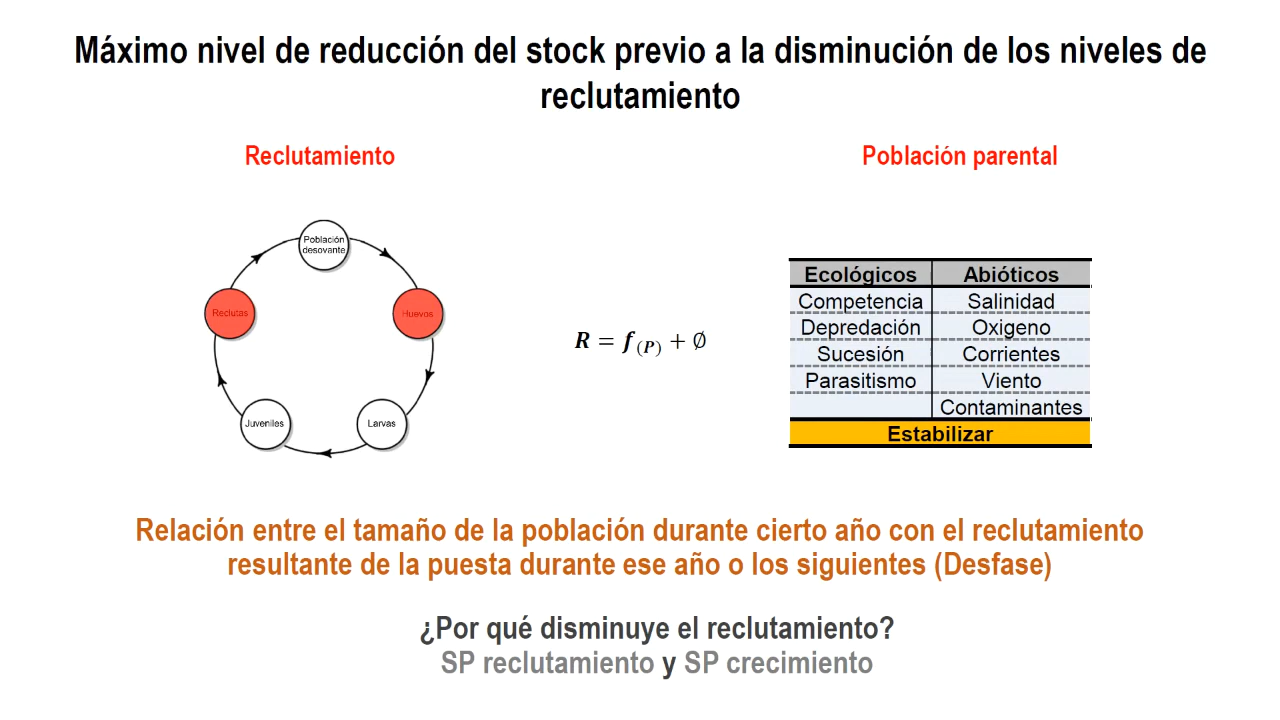 Máximo nivel de reducción del stock previo a la disminución de los niveles de
reclutamiento
Reclutamiento
Población parental
Población
desovante
Reclutas
Huevos
Juveniles
Larvas
R = f(P) + ∅
Ecológicos Abióticos
Competencia Salinidad
Depredación Oxigeno
Sucesión Corrientes
Parasitismo Viento
Contaminantes
Estabilizar
Relación entre el tamaño de la población durante cierto año con el reclutamiento
resultante de la puesta durante ese año o los siguientes (Desfase)
¿Por qué disminuye el reclutamiento?
SP reclutamiento y SP crecimiento